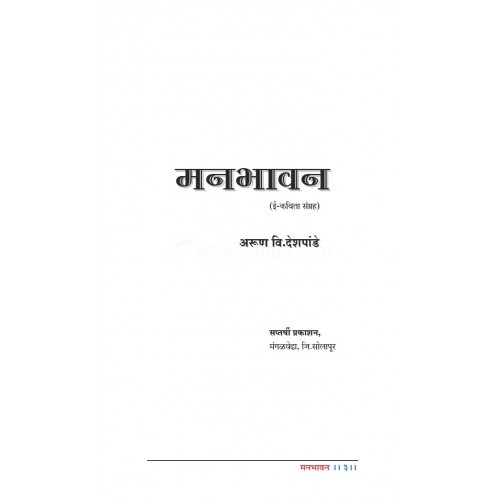 मनभावन
(ई-कविता संग्रह)
अरूण वि.देशपांडे
सप्तर्षी प्रकाशन,
मंगळवेढा, जि.सोलापूर
मनभावन ।। ३।।